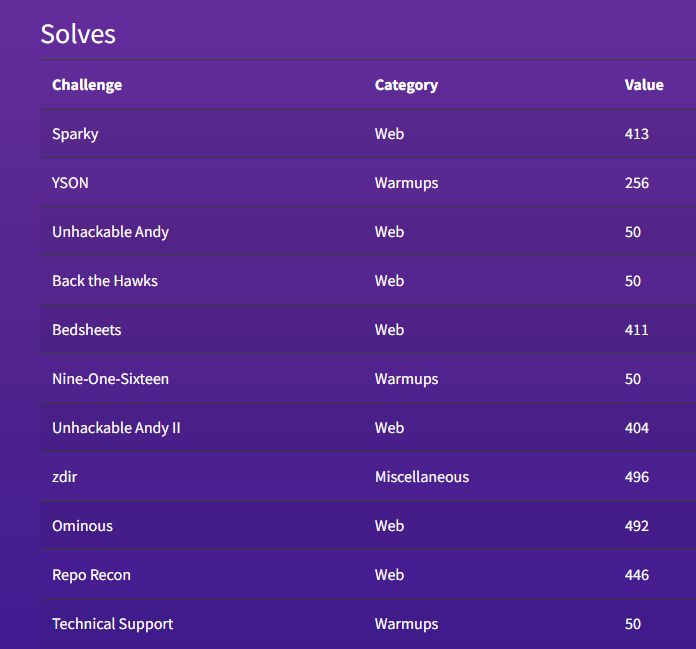 Solves
Challenge Category Value
Sparky Web 413
YSON Warmups 256
Unhackable Andy Web 50
Back the Hawks Web 50
Bedsheets Web 411
Nine-One-Sixteen Warmups 50
Unhackable Andy II Web 404
zdir Miscellaneous 496
Ominous Web 492
Repo Recon Web 446
Technical Support Warmups 50